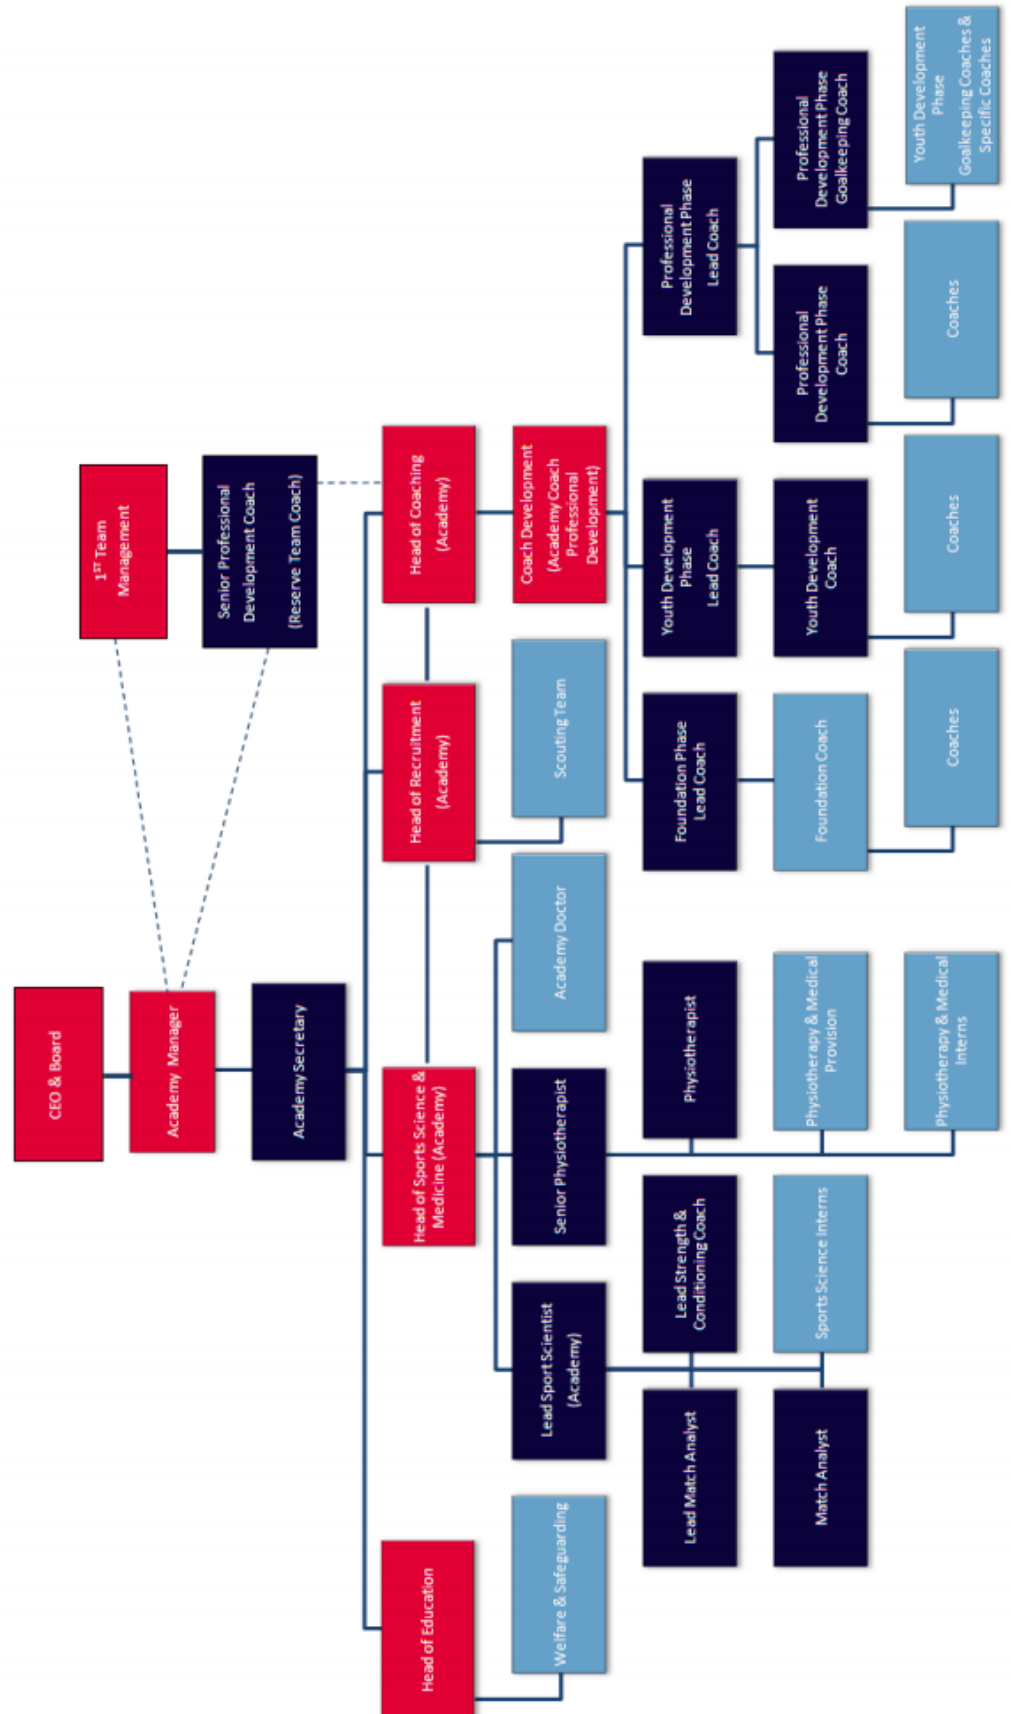 CEO & Board
1ST Team
Management
Academy Manager
Senior Professional
Development Coach
(Reserve Team Coach)
Academy Secretary
Head of Education
Head of Sports Science &
Medicine (Academy)
Head of Recruitment
(Academy)
Head of Coaching
(Academy)
Welfare & Safeguarding
Lead Sport Scientist
(Academy)
Senior Physiotherapist
Academy Doctor
Scouting Team
Coach Development
(Academy Coach
Professional
Development)
Lead Match Analyst
Lead Strength &
Conditioning Coach
Physiotherapist
Foundation Phase
Lead Coach
Youth Development
Phase
Lead Coach
Professional
Development Phase
Lead Coach
Match Analyst
Sports Science Interns
Physiotherapy & Medical
Provision
Foundation Coach
Youth Development
Coach
Professional
Development Phase
Coach
Professional
Development Phase
Goalkeeping Coach
Physiotherapy & Medical
Interns
Coaches
Coaches
Coaches
Youth Development
Phase
Goalkeeping Coaches &
Specific Coaches